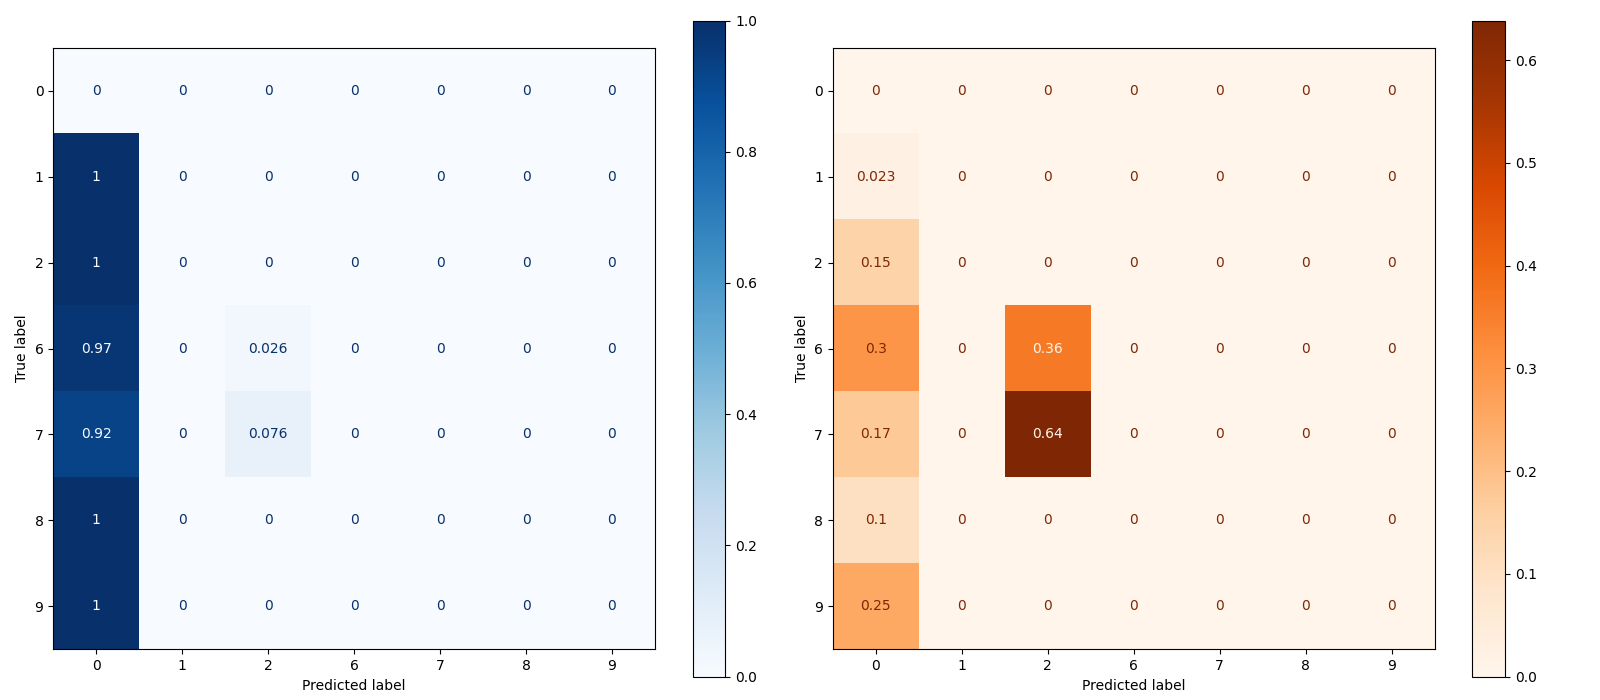 0 0 0 0 0 0 0 0
1 1 0 0 0 0 0 0
2 1 0 0 0 0 0 0
6 0.97 0 0.026 0 0 0 0
7 0.92 0 0.076 0 0 0 0
8 1 0 0 0 0 0 0
9 1 0 0 0 0 0 0
0 1 2 6 7 8 9
True label
Predicted label
1.0
0.8
0.6
0.4
0.2
0.0
0 0 0 0 0 0 0 0
1 0.023 0 0 0 0 0 0
2 0.15 0 0 0 0 0 0
6 0.3 0 0.36 0 0 0 0
7 0.17 0 0.64 0 0 0 0
8 0.1 0 0 0 0 0 0
9 0.25 0 0 0 0 0 0
0 1 2 6 7 8 9
True label
Predicted label
0.6
0.5
0.4
0.3
0.2
0.1
0.0